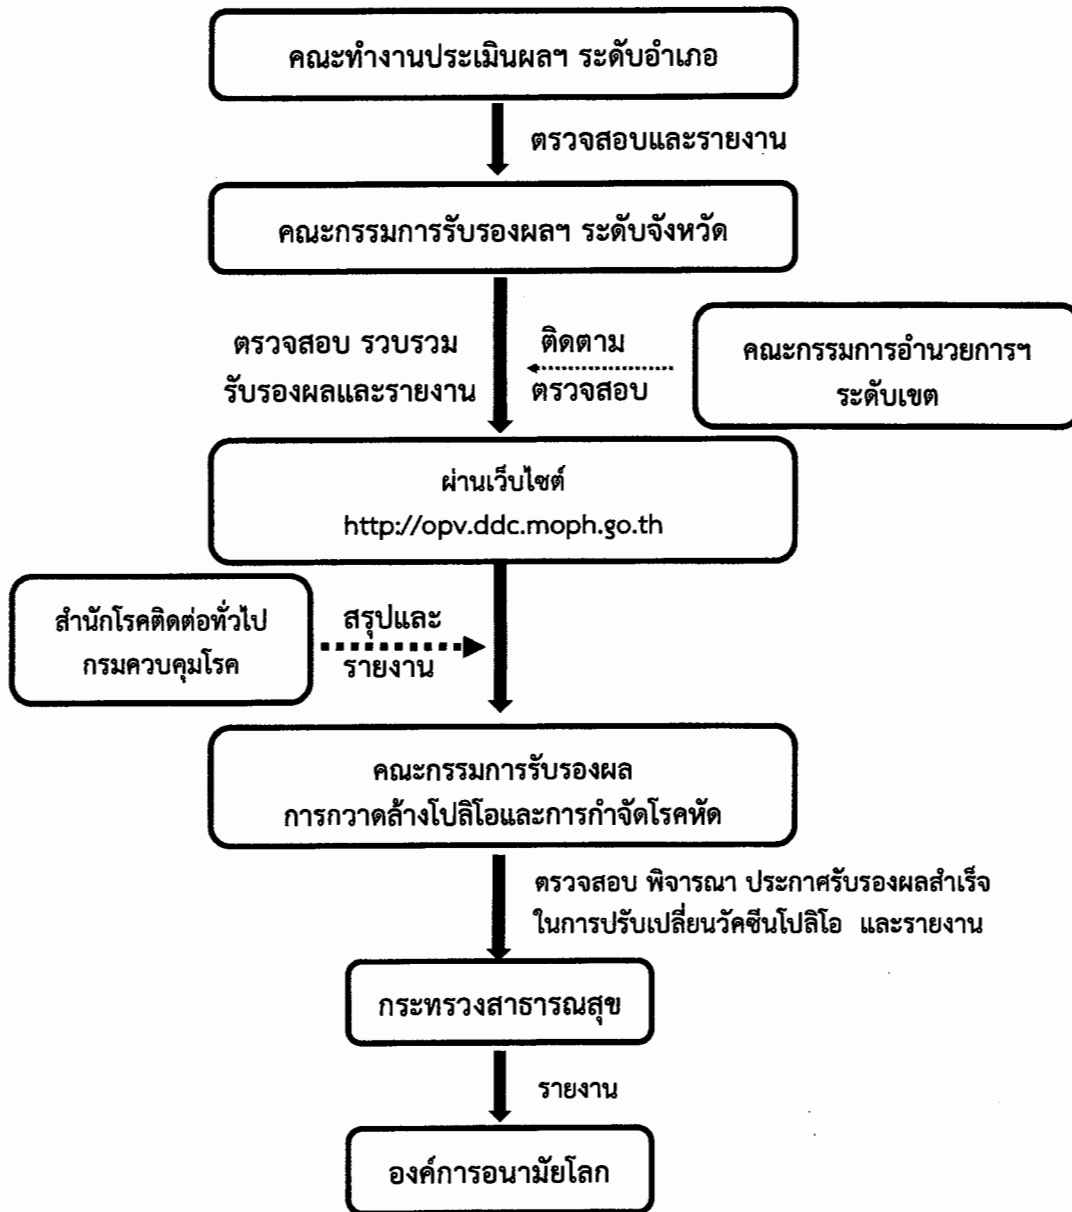 คณะทำงานประเมินผลฯ ระดับอำเภอ
ตรวจสอบและรายงาน
คณะกรรมการรับรองผลฯ ระดับจังหวัด
ตรวจสอบ รวบรวม
รับรองผลและรายงาน
ติดตาม
ตรวจสอบ
คณะกรรมการอำนวยการฯ
ระดับเขต
ผ่านเว็บไซต์
http://opv.ddc.moph.go.th
สำนักโรคติดต่อทั่วไป
กรมควบคุมโรค
สรุปและ
รายงาน
คณะกรรมการรับรองผล
การกวาดล้างโปลิโอและการกำจัดโรคหัด
ตรวจสอบ พิจารณา ประกาศรับรองผลสำเร็จ
ในการปรับเปลี่ยนวัคซีนโปลิโอ และรายงาน
กระทรวงสาธารณสุข
รายงาน
องค์การอนามัยโลก